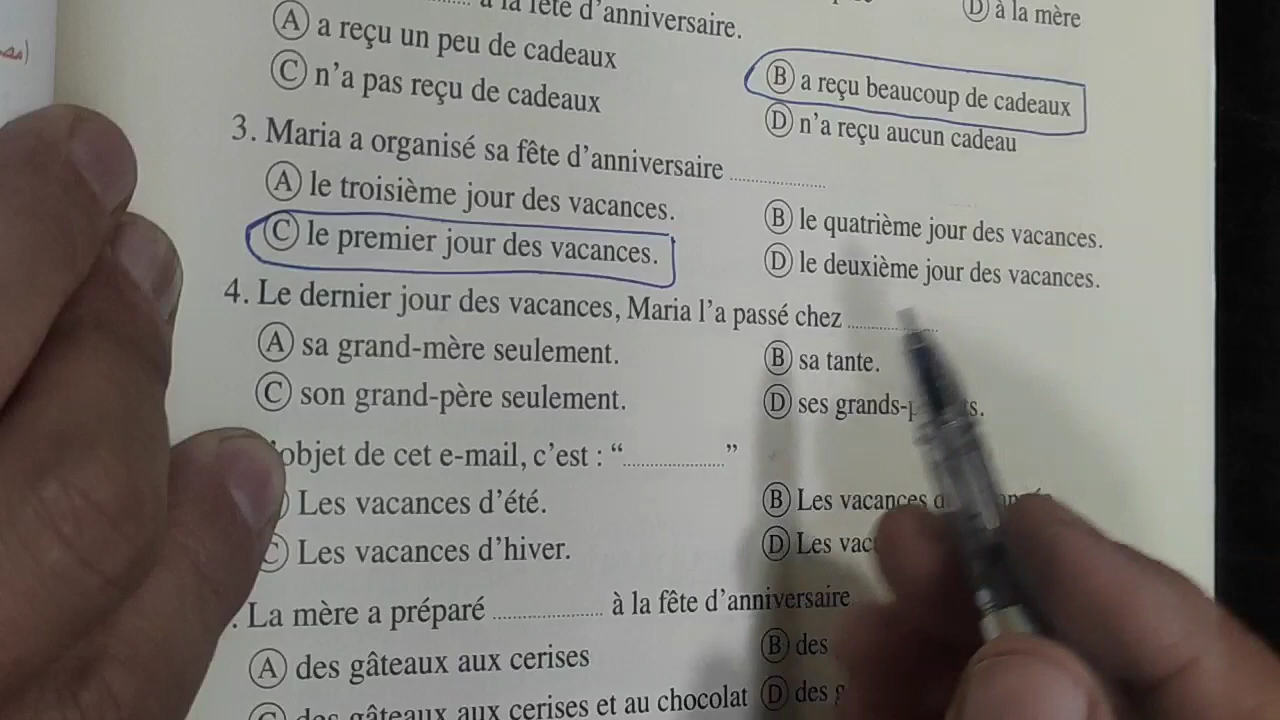 à la fête d'anniversaire.
D à la mère
A a reçu un peu de cadeaux
B a reçu beaucoup de cadeaux
C n'a pas reçu de cadeaux
D n'a reçu aucun cadeau
3. Maria a organisé sa fête d'anniversaire ....................
A le troisième jour des vacances.
B le quatrième jour des vacances.
C le premier jour des vacances.
D le deuxième jour des vacances.
4. Le dernier jour des vacances, Maria l'a passé chez ....................
A sa grand-mère seulement.
B sa tante.
C son grand-père seulement.
D ses grands-
objet de cet e-mail, c'est : “....................”
Les vacances d'été.
B Les vacances
C Les vacances d'hiver.
D Les
. La mère a préparé .................... à la fête d'anniversaire
A des gâteaux aux cerises
B des
C des gâteaux aux cerises et au chocolat
D des